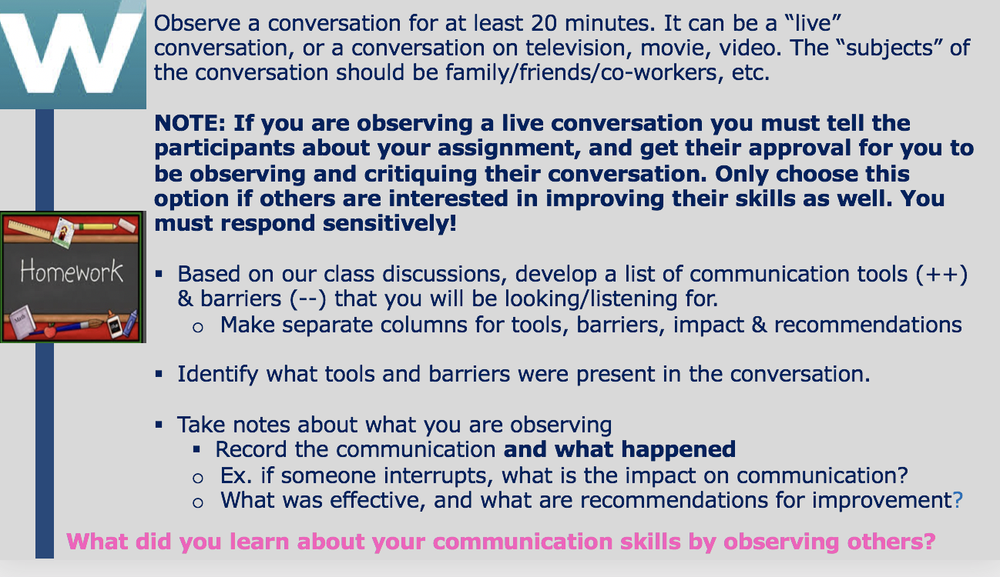 W
Observe a conversation for at least 20 minutes. It can be a “live”
conversation, or a conversation on television, movie, video. The “subjects” of
the conversation should be family/friends/co-workers, etc.
NOTE: If you are observing a live conversation you must tell the
participants about your assignment, and get their approval for you to
be observing and critiquing their conversation. Only choose this
option if others are interested in improving their skills as well. You
must respond sensitively!
Homework
Math
▪ Based on our class discussions, develop a list of communication tools (++)
& barriers (--) that you will be looking/listening for.
o Make separate columns for tools, barriers, impact & recommendations
▪ Identify what tools and barriers were present in the conversation.
▪ Take notes about what you are observing
▪ Record the communication and what happened
o Ex. if someone interrupts, what is the impact on communication?
o What was effective, and what are recommendations for improvement?
What did you learn about your communication skills by observing others?